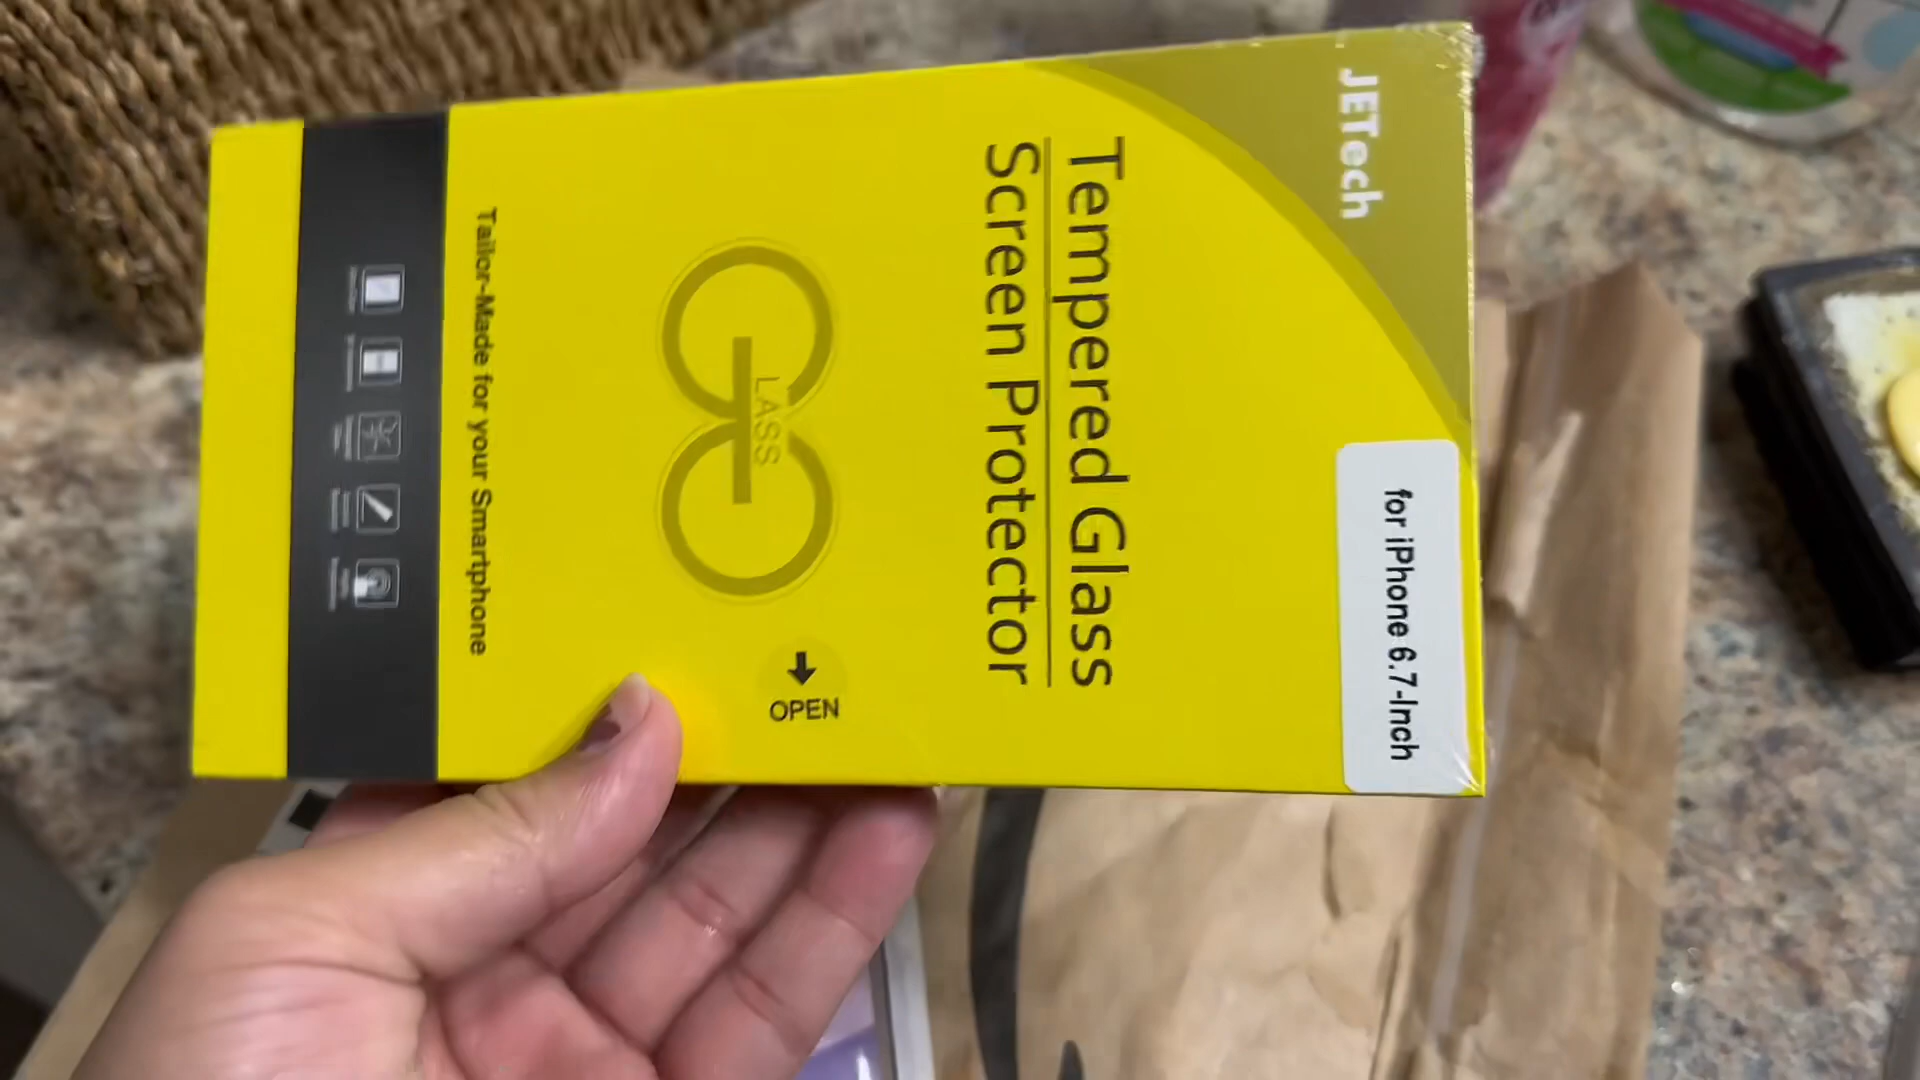 JETech
for iPhone 6.7-Inch
Tempered Glass
Screen Protector
LASS
OPEN
Tailor-Made for your Smartphone